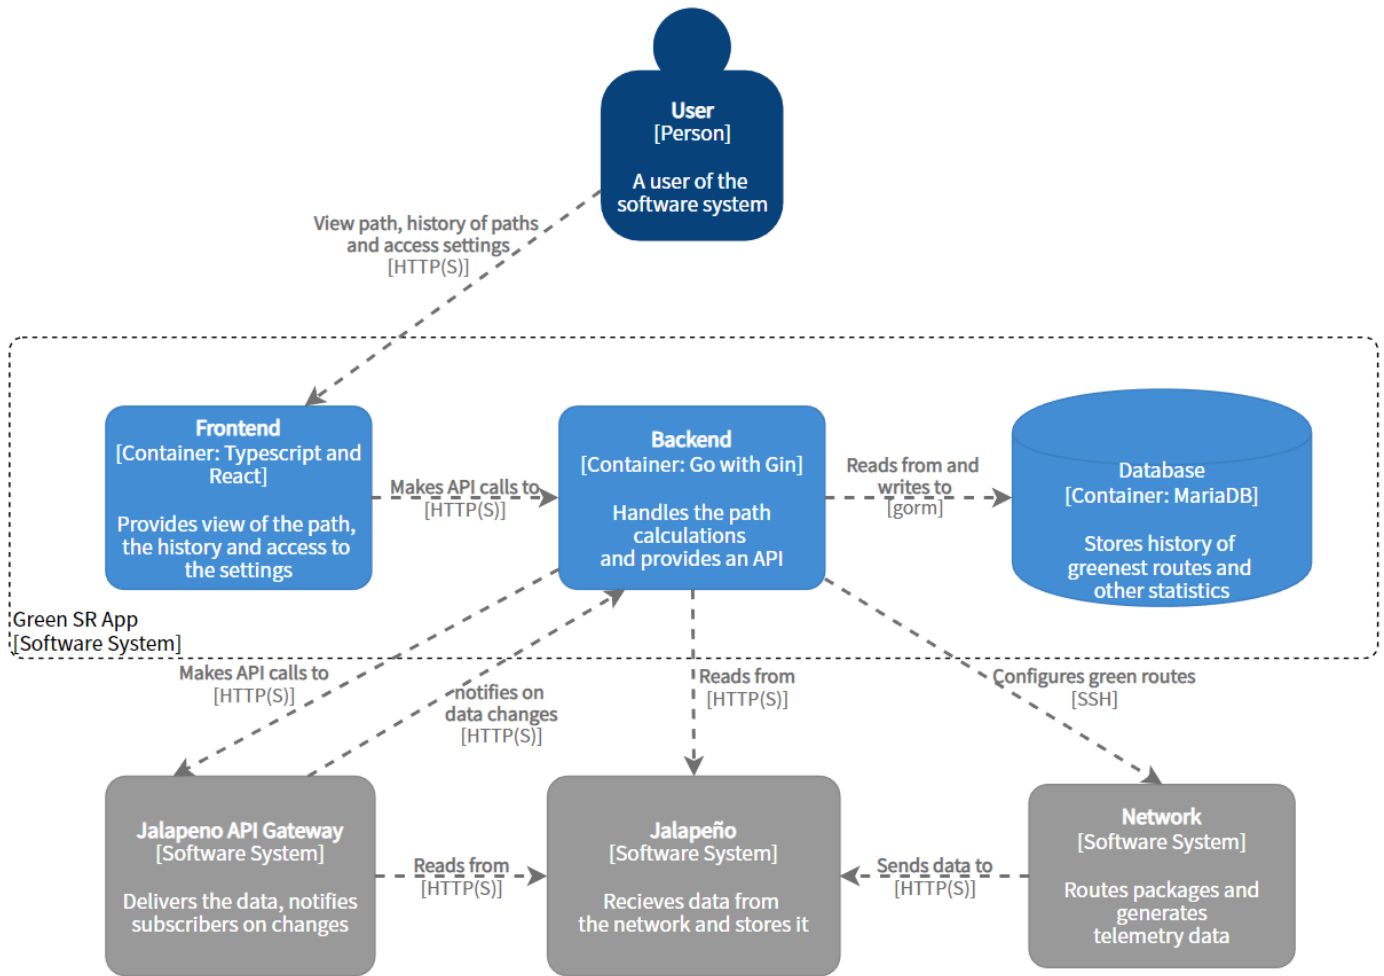 User
[Person]
A user of the
software system
View path, history of paths
and access settings
[HTTP(S)]
Frontend
[Container: Typescript and
React]
Provides view of the path,
the history and access to
the settings
Makes API calls to
[HTTP(S)]
Backend
[Container: Go with Gin]
Handles the path
calculations
and provides an API
Reads from and
writes to
[gorm]
Database
[Container: MariaDB]
Stores history of
greenest routes and
other statistics
Green SR App
[Software System]
Makes API calls to
[HTTP(S)]
notifies on
data changes
[HTTP(S)]
Reads from
[HTTP(S)]
Configures green routes
[SSH]
Jalapeno API Gateway
[Software System]
Delivers the data, notifies
subscribers on changes
Reads from
[HTTP(S)]
Jalapeño
[Software System]
Recieves data from
the network and stores it
Sends data to
[HTTP(S)]
Network
[Software System]
Routes packages and
generates
telemetry data